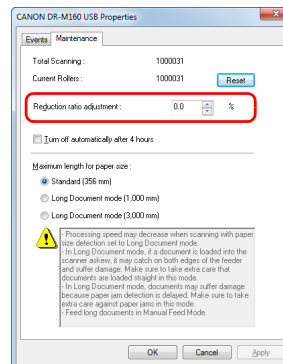 CANON DR-M160 USB Properties
Events Maintenance
Total Scanning : 1000031
Current Rollers : 1000031 Reset
Reduction ratio adjustment : 0.0 %
Turn off automatically after 4 hours
Maximum length for paper size :
Standard (356 mm)
Long Document mode (1,000 mm)
Long Document mode (3,000 mm)
- Processing speed may decrease when scanning with paper
size detection set to Long Document mode.
- In Long Document mode, if a document is loaded into the
scanner askew, it may catch on both edges of the feeder
and suffer damage. Make sure to take extra care that
documents are loaded straight in this mode.
- In Long Document mode, documents may suffer damage
because paper jam detection is delayed. Make sure to take
extra care against paper jams in this mode.
- Feed long documents in Manual Feed Mode.
OK Cancel Apply